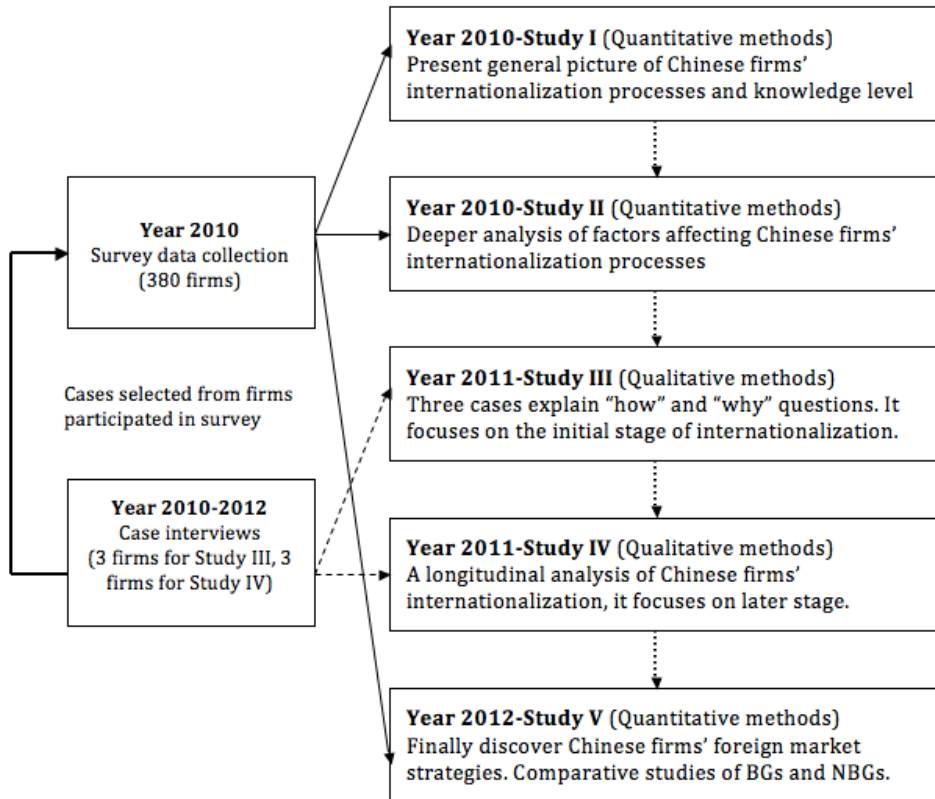 Year 2010-Study I (Quantitative methods)
Present general picture of Chinese firms'
internationalization processes and knowledge level
Year 2010
Survey data collection
(380 firms)
Year 2010-Study II (Quantitative methods)
Deeper analysis of factors affecting Chinese firms'
internationalization processes
Cases selected from firms
participated in survey
Year 2011-Study III (Qualitative methods)
Three cases explain “how” and “why” questions. It
focuses on the initial stage of internationalization.
Year 2010-2012
Case interviews
(3 firms for Study III, 3
firms for Study IV)
Year 2011-Study IV (Qualitative methods)
A longitudinal analysis of Chinese firms'
internationalization, it focuses on later stage.
Year 2012-Study V (Quantitative methods)
Finally discover Chinese firms' foreign market
strategies. Comparative studies of BGs and NBGs.